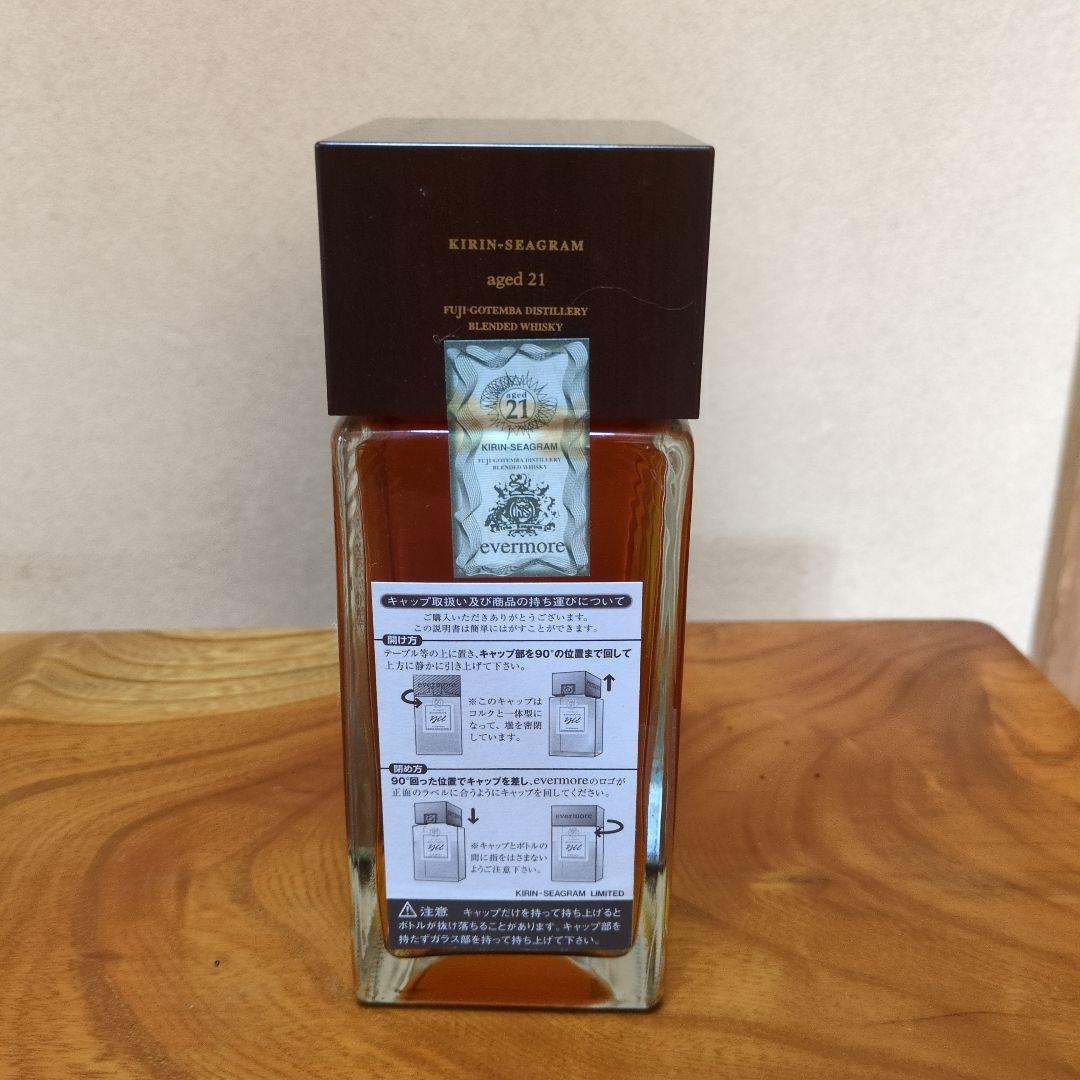 KIRIN-SEAGRAM
aged 21
FUJI-GOTEMBA DISTILLERY
BLENDED WHISKY
aged
21
KIRIN-SEAGRAM
FUJI-GOTEMBA DISTILLERY
BLENDED WHISKY
evermore
キャップ取扱い及び商品の持ち運びについて
ご購入いただきありがとうございます。
この説明書は簡単にはがすことができます。
開け方
テーブル等の上に置き、キャップ部を90°の位置まで回して
上方に静かに引き上げて下さい。
evermore
※このキャップは
コルクと一体型に
なって、壜を密閉
しています。
閉め方
90°回った位置でキャップを差し、evermoreのロゴが
正面のラベルに合うようにキャップを回してください。
evermore
※キャップとボトルの
間に指をはさまない
ようご注意下さい。
KIRIN-SEAGRAM LIMITED
注意 キャップだけを持って持ち上げると
ボトルが抜け落ちることがあります。キャップ部を
持たずガラス部を持って持ち上げて下さい。